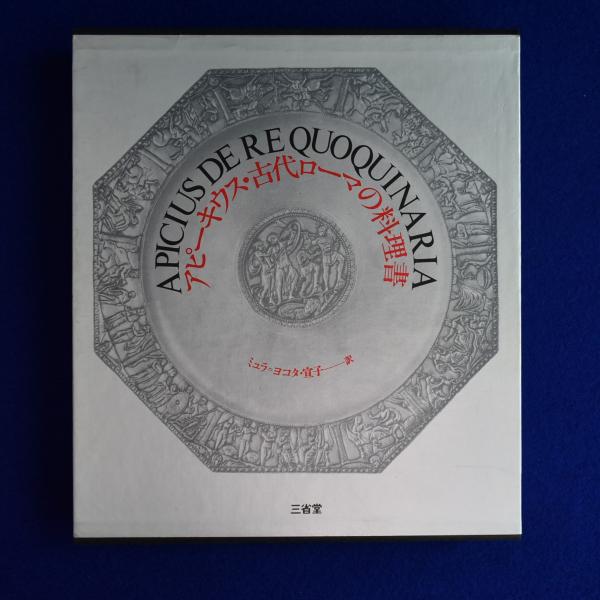 APICIUS DE RE QUOQUINARIA
アピーキウス・古代ローマの料理書
ミュラ=ヨコタ・宣子──訳
三省堂